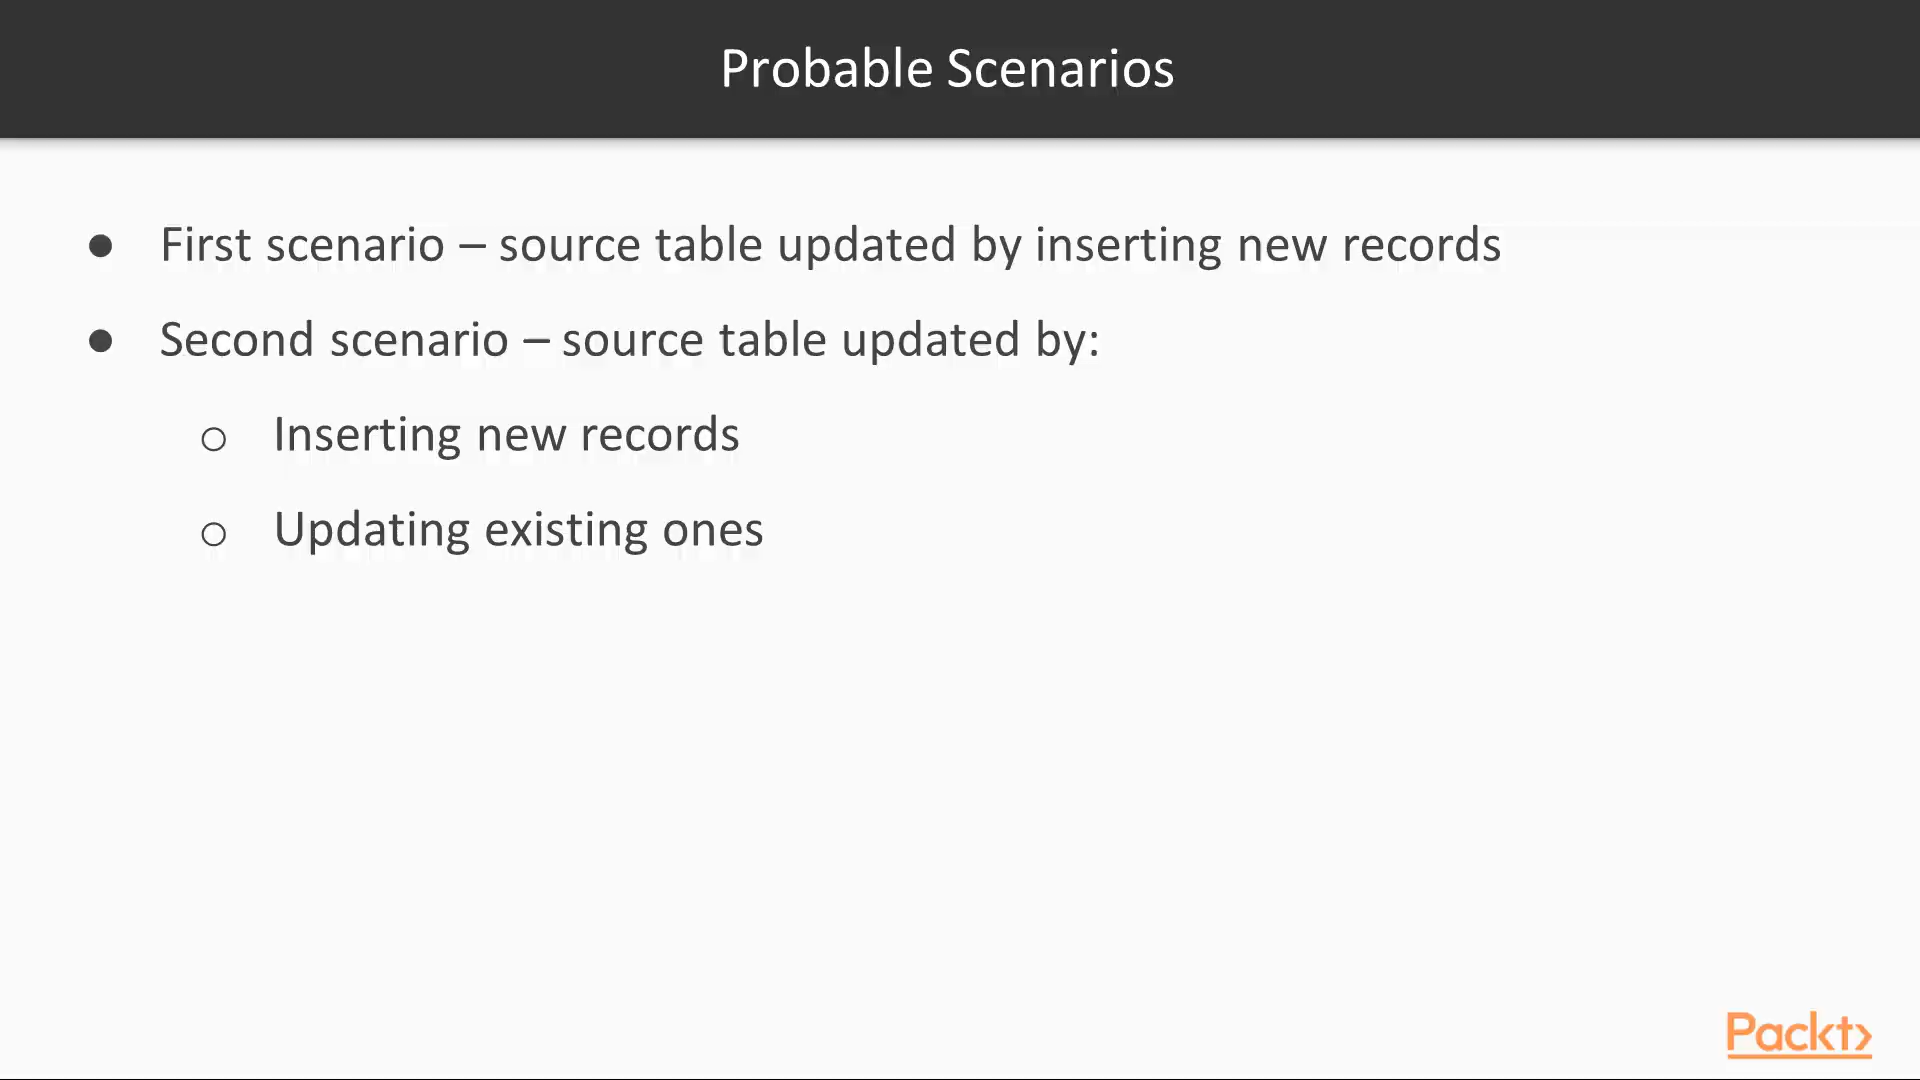 Probable Scenarios
● First scenario – source table updated by inserting new records
● Second scenario – source table updated by:
○ Inserting new records
○ Updating existing ones
Packt>